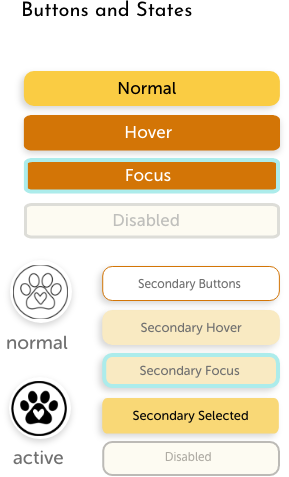 Buttons and States
Normal
Hover
Focus
Disabled
normal
active
Secondary Buttons
Secondary Hover
Secondary Focus
Secondary Selected
Disabled